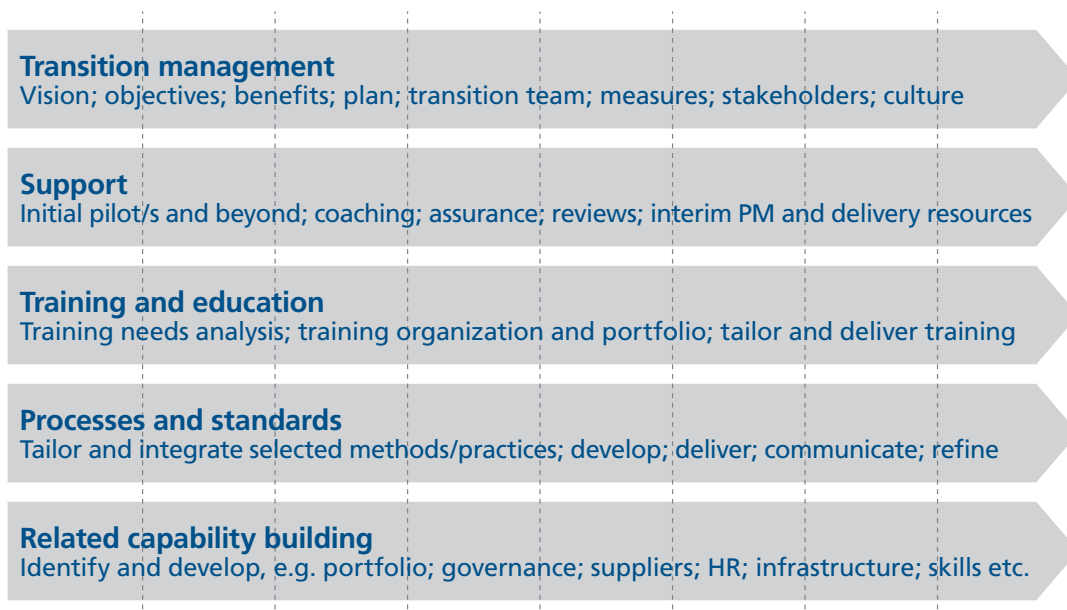 Transition management
Vision; objectives; benefits; plan; transition team; measures; stakeholders; culture
Support
Initial pilot/s and beyond; coaching; assurance; reviews; interim PM and delivery resources
Training and education
Training needs analysis; training organization and portfolio; tailor and deliver training
Processes and standards
Tailor and integrate selected methods/practices; develop; deliver; communicate; refine
Related capability building
Identify and develop, e.g. portfolio; governance; suppliers; HR; infrastructure; skills etc.